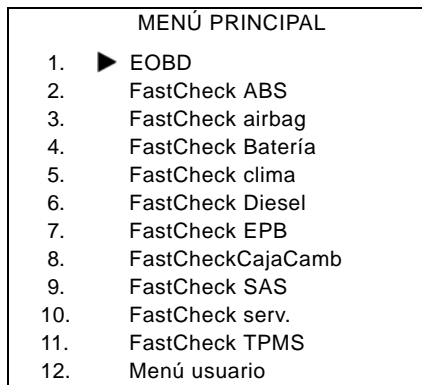 MENÚ PRINCIPAL
1. ▶ EOBD
2. FastCheck ABS
3. FastCheck airbag
4. FastCheck Batería
5. FastCheck clima
6. FastCheck Diesel
7. FastCheck EPB
8. FastCheckCajaCamb
9. FastCheck SAS
10. FastCheck serv.
11. FastCheck TPMS
12. Menú usuario